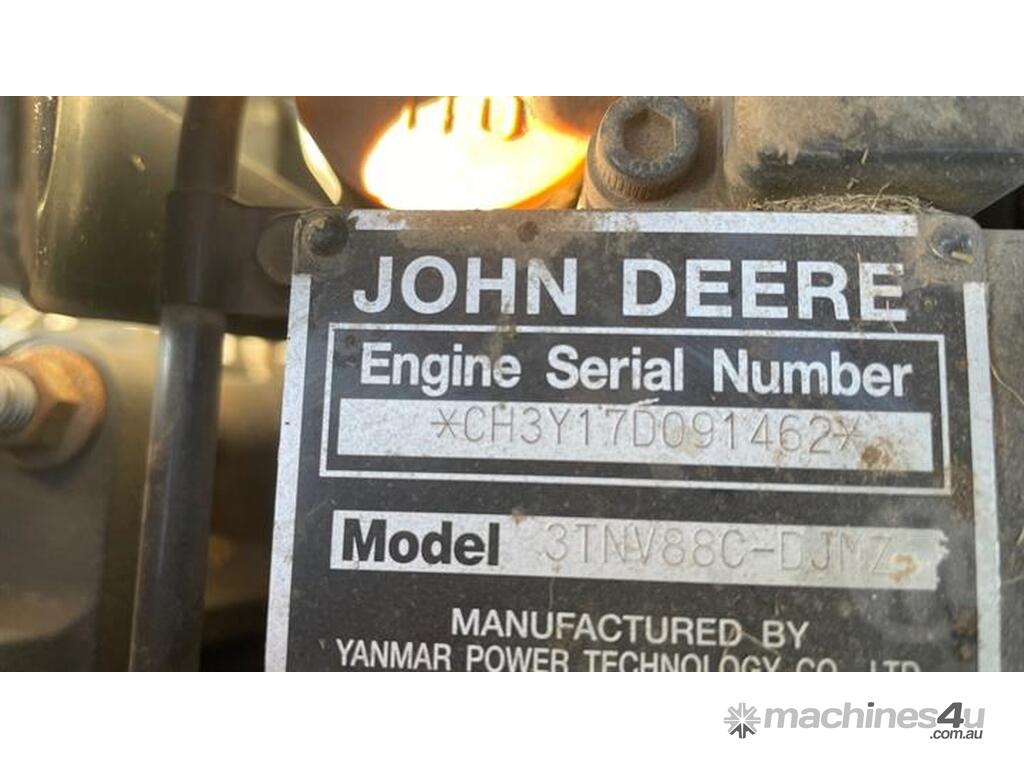 JOHN DEERE
Engine Serial Number
*CH3Y17D091462*
Model 3TNV88C-DJMZ
MANUFACTURED BY
YANMAR POWER TECHNOLOGY CO., LTD.
machines4u
.com.au